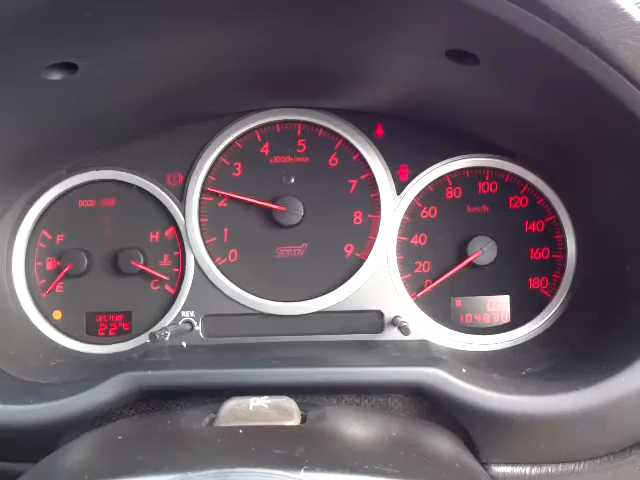 x1000r/min
0 1 2 3 4 5 6 7 8 9
STI
DCCD
F
E
H
C
OUT.TEMP
22°C
REV.
km/h
0 20 40 60 80 100 120 140 160 180
104830